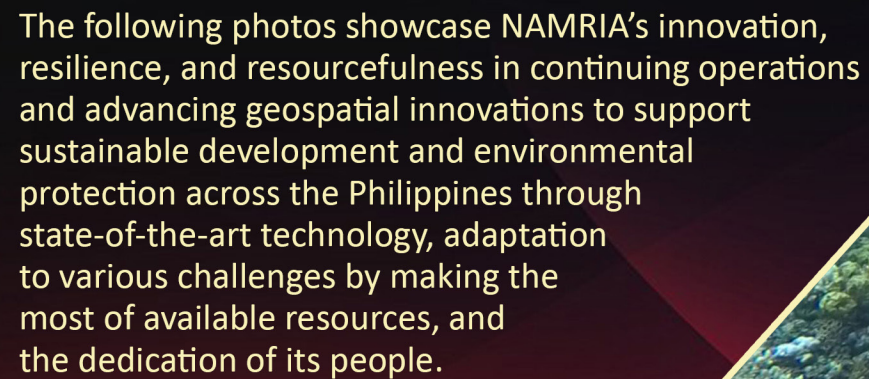 The following photos showcase NAMRIA’s innovation,
resilience, and resourcefulness in continuing operations
and advancing geospatial innovations to support
sustainable development and environmental
protection across the Philippines through
state-of-the-art technology, adaptation
to various challenges by making the
most of available resources, and
the dedication of its people.